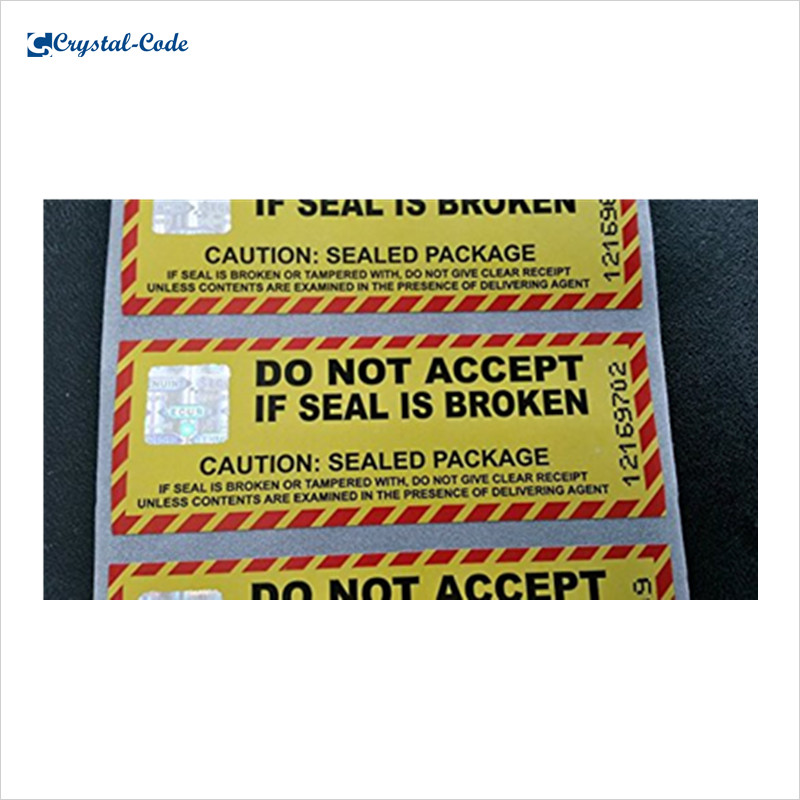 Crystal-Code
IF SEAL IS BROKEN
CAUTION: SEALED PACKAGE
IF SEAL IS BROKEN OR TAMPERED WITH, DO NOT GIVE CLEAR RECEIPT
UNLESS CONTENTS ARE EXAMINED IN THE PRESENCE OF DELIVERING AGENT
DO NOT ACCEPT
IF SEAL IS BROKEN
12169702
CAUTION: SEALED PACKAGE
IF SEAL IS BROKEN OR TAMPERED WITH, DO NOT GIVE CLEAR RECEIPT
UNLESS CONTENTS ARE EXAMINED IN THE PRESENCE OF DELIVERING AGENT
DO NOT ACCEPT